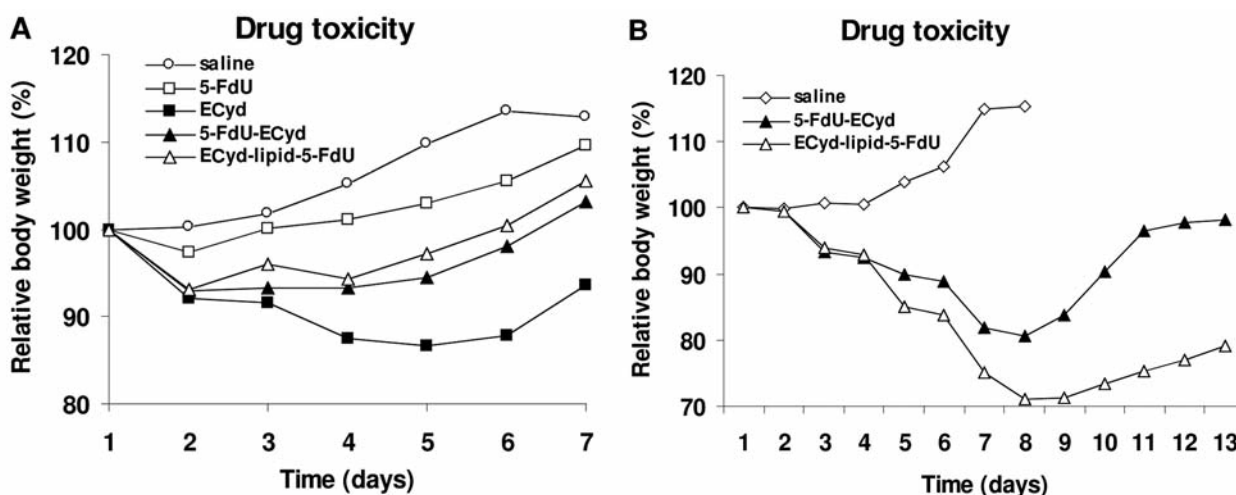 A
Drug toxicity
Relative body weight (%)
120
110
100
90
80
saline
5-FdU
ECyd
5-FdU-ECyd
ECyd-lipid-5-FdU
1 2 3 4 5 6 7
Time (days)
B
Drug toxicity
Relative body weight (%)
120
110
100
90
80
70
saline
5-FdU-ECyd
ECyd-lipid-5-FdU
1 2 3 4 5 6 7 8 9 10 11 12 13
Time (days)